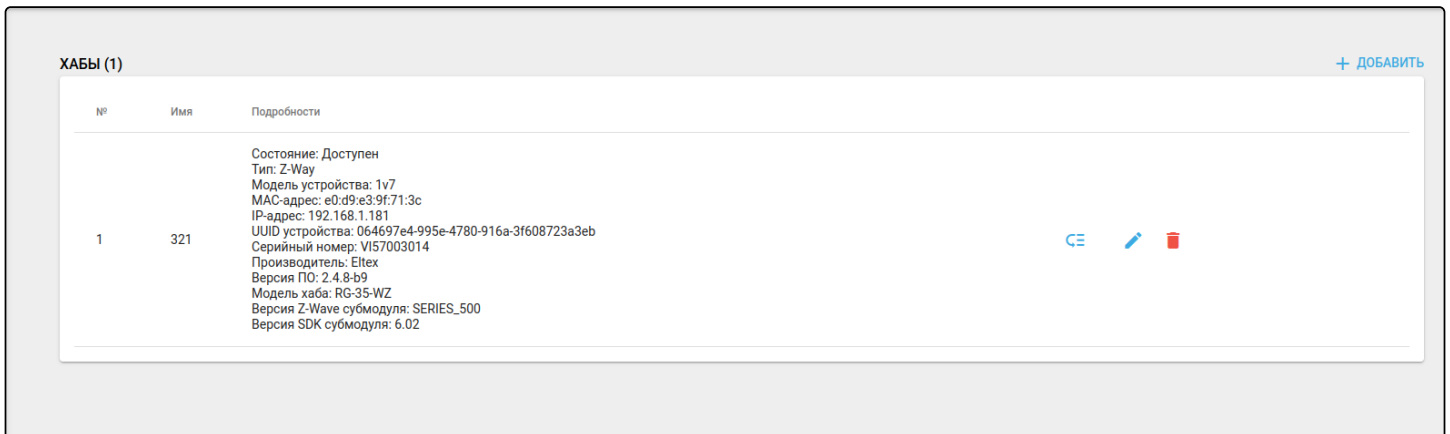 ХАБЫ (1)
ДОБАВИТЬ
№ Имя Подробности
Состояние: Доступен
Тип: Z-Way
Модель устройства: 1v7
MAC-адрес: e0:d9:e3:9f:71:3c
IP-адрес: 192.168.1.181
UUID устройства: 064697e4-995e-4780-916a-3f608723a3eb
1 321
Серийный номер: VI57003014
Производитель: Eltex
Версия ПО: 2.4.8-b9
Модель хаба: RG-35-WZ
Версия Z-Wave субмодуля: SERIES_500
Версия SDK субмодуля: 6.02